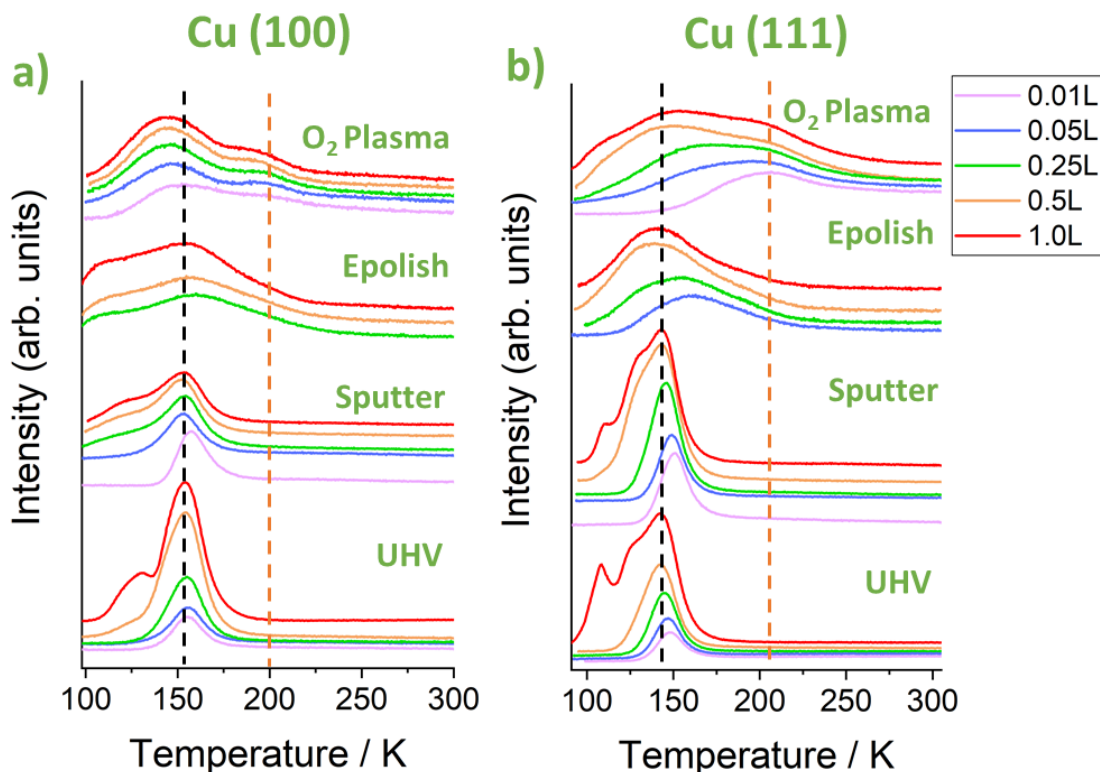 Cu (100)
Cu (111)
a)
b)
O₂ Plasma
Epolish
Sputter
UHV
Intensity (arb. units)
100 150 200 250 300
Temperature / K
O₂ Plasma
Epolish
Sputter
UHV
Intensity (arb. units)
100 150 200 250 300
Temperature / K
0.01L
0.05L
0.25L
0.5L
1.0L